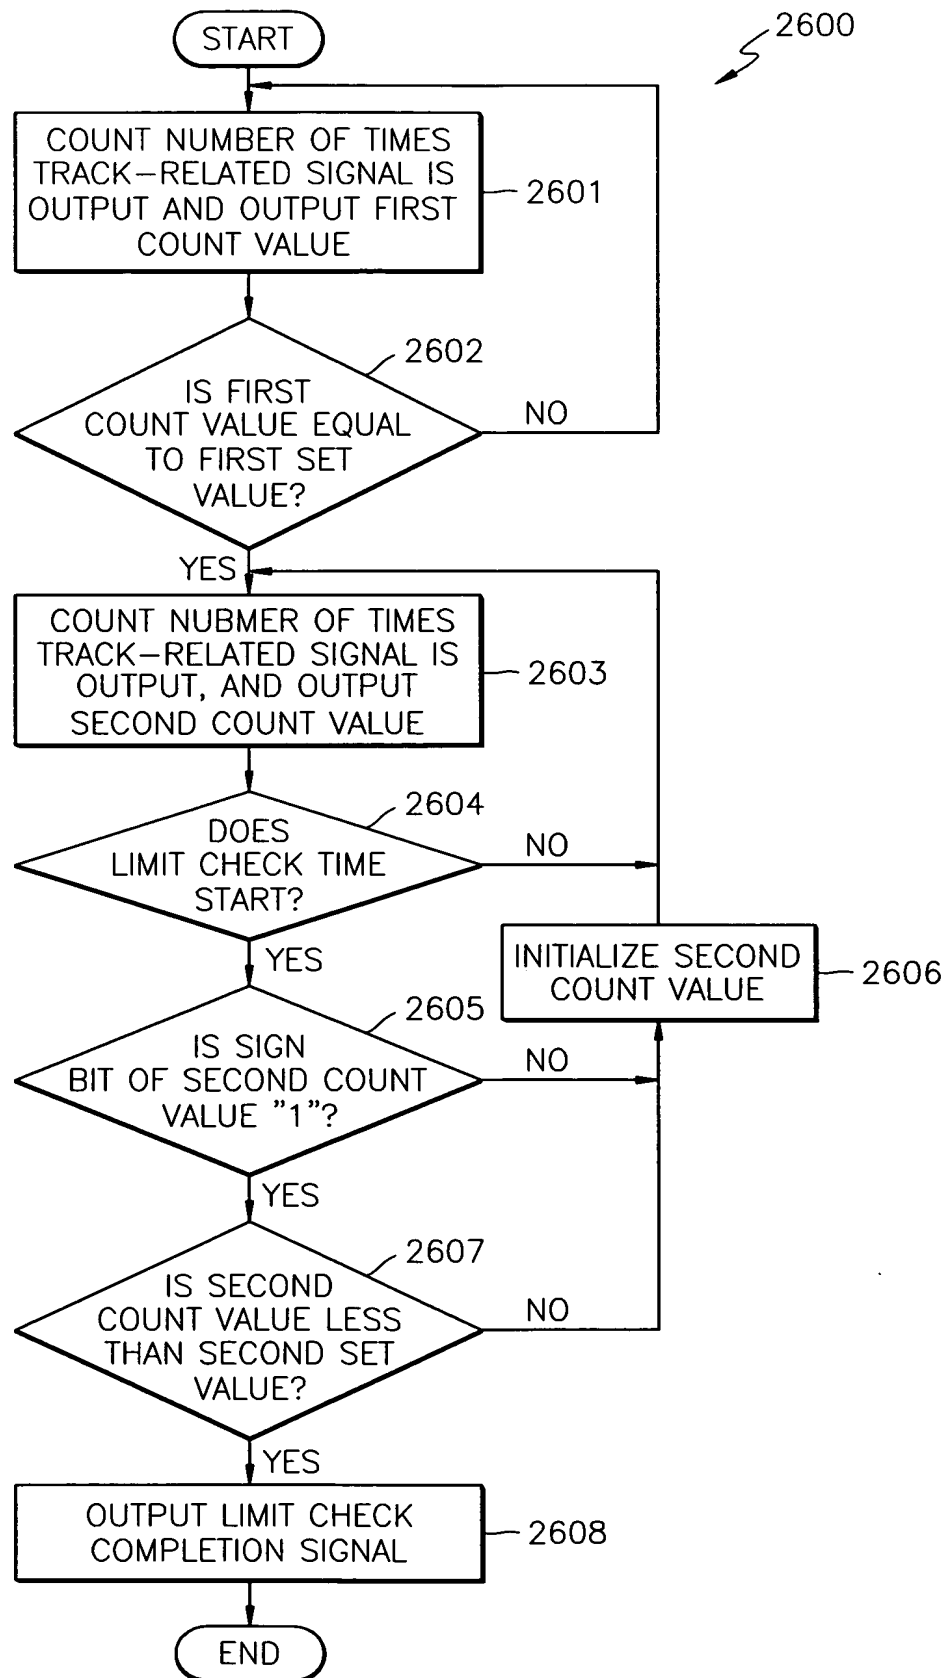 START
2600
COUNT NUMBER OF TIMES
TRACK-RELATED SIGNAL IS
OUTPUT AND OUTPUT FIRST
COUNT VALUE
2601
2602
IS FIRST
COUNT VALUE EQUAL
TO FIRST SET
VALUE?
NO
YES
COUNT NUBMER OF TIMES
TRACK-RELATED SIGNAL IS
OUTPUT, AND OUTPUT
SECOND COUNT VALUE
2603
2604
DOES
LIMIT CHECK TIME
START?
NO
YES
INITIALIZE SECOND
COUNT VALUE
2606
2605
IS SIGN
BIT OF SECOND COUNT
VALUE "1"?
NO
YES
2607
IS SECOND
COUNT VALUE LESS
THAN SECOND SET
VALUE?
NO
YES
OUTPUT LIMIT CHECK
COMPLETION SIGNAL
2608
END